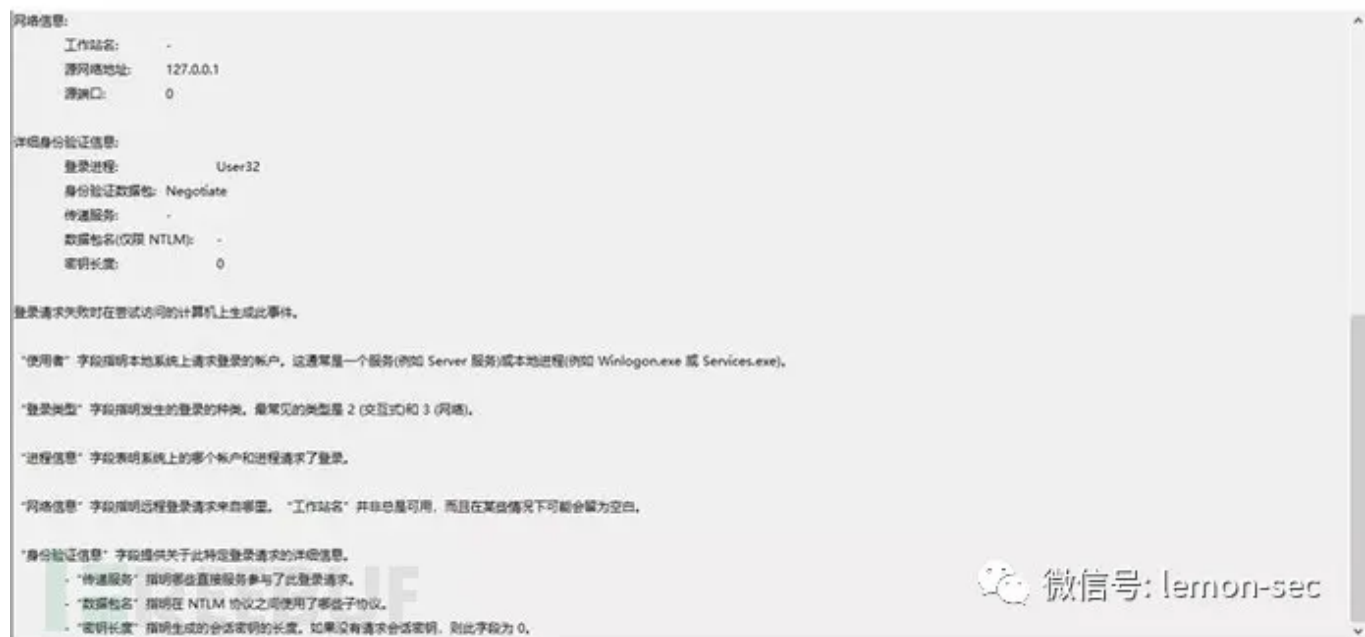 网络信息:
工作站名: -
源网络地址: 127.0.0.1
源端口: 0
详细身份验证信息:
登录进程: User32
身份验证数据包: Negotiate
传递服务: -
数据包名(仅限 NTLM): -
密钥长度: 0
登录请求失败时在尝试访问的计算机上生成此事件。
“使用者”字段指明本地系统上请求登录的帐户。这通常是一个服务(例如 Server 服务)或本地进程(例如 Winlogon.exe 或 Services.exe)。
“登录类型”字段指明发生的登录的种类。最常见的类型是 2 (交互式)和 3 (网络)。
“进程信息”字段表明系统上的哪个帐户和进程请求了登录。
“网络信息”字段指明远程登录请求来自哪里。“工作站名”并非总是可用，而且在某些情况下可能会留为空白。
“身份验证信息”字段提供关于此特定登录请求的详细信息。
- “传递服务”指明哪些直接服务参与了此登录请求。
- “数据包名”指明在 NTLM 协议之间使用了哪些子协议。
- “密钥长度”指明生成的会话密钥的长度。如果没有请求会话密钥，则此字段为 0。
微信号: lemon-sec